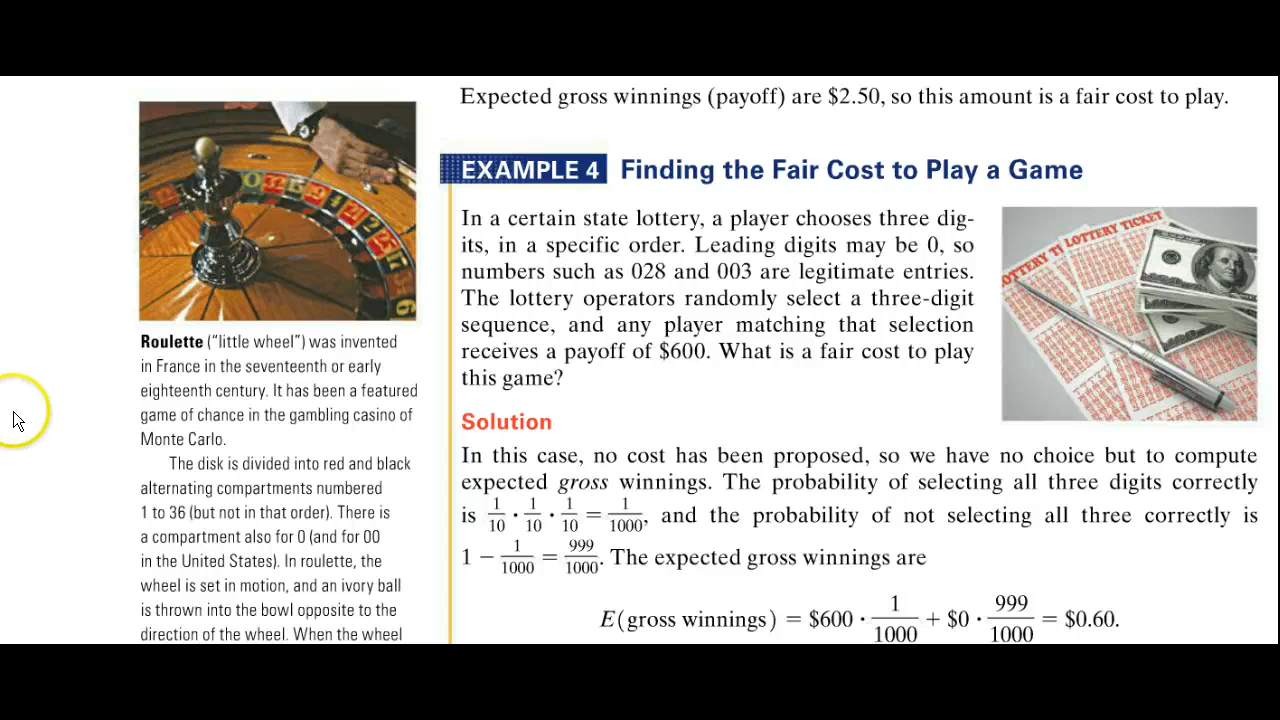 Expected gross winnings (payoff) are $2.50, so this amount is a fair cost to play.
EXAMPLE 4 Finding the Fair Cost to Play a Game
In a certain state lottery, a player chooses three dig-
its, in a specific order. Leading digits may be 0, so
numbers such as 028 and 003 are legitimate entries.
The lottery operators randomly select a three-digit
sequence, and any player matching that selection
receives a payoff of $600. What is a fair cost to play
this game?
LOTTERY TICKET
Solution
In this case, no cost has been proposed, so we have no choice but to compute
expected gross winnings. The probability of selecting all three digits correctly
is 1/10 · 1/10 · 1/10 = 1/1000, and the probability of not selecting all three correctly is
1 − 1/1000 = 999/1000. The expected gross winnings are
E(gross winnings) = $600 · 1/1000 + $0 · 999/1000 = $0.60.
Roulette (“little wheel”) was invented
in France in the seventeenth or early
eighteenth century. It has been a featured
game of chance in the gambling casino of
Monte Carlo.
The disk is divided into red and black
alternating compartments numbered
1 to 36 (but not in that order). There is
a compartment also for 0 (and for 00
in the United States). In roulette, the
wheel is set in motion, and an ivory ball
is thrown into the bowl opposite to the
direction of the wheel. When the wheel